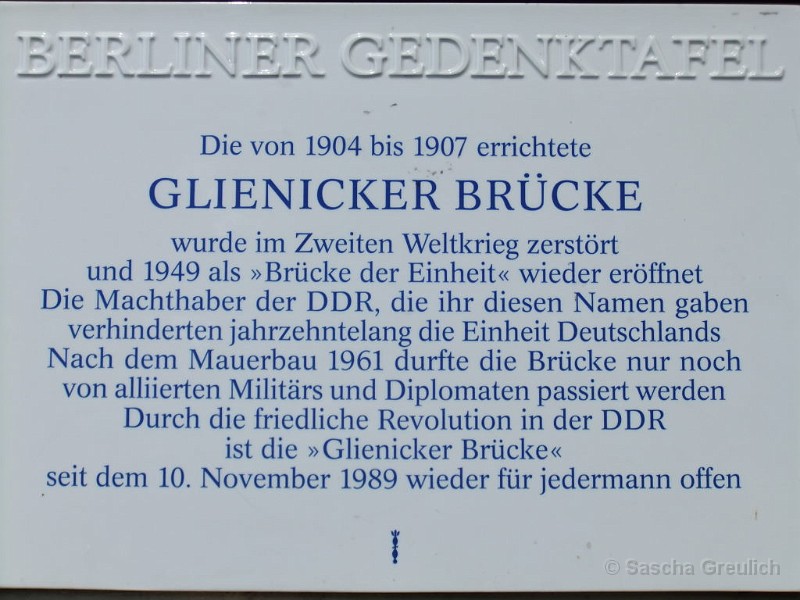 BERLINER GEDENKTAFEL
Die von 1904 bis 1907 errichtete
GLIENICKER BRÜCKE
wurde im Zweiten Weltkrieg zerstört
und 1949 als »Brücke der Einheit« wieder eröffnet
Die Machthaber der DDR, die ihr diesen Namen gaben
verhinderten jahrzehntelang die Einheit Deutschlands
Nach dem Mauerbau 1961 durfte die Brücke nur noch
von alliierten Militärs und Diplomaten passiert werden
Durch die friedliche Revolution in der DDR
ist die »Glienicker Brücke«
seit dem 10. November 1989 wieder für jedermann offen
© Sascha Greulich